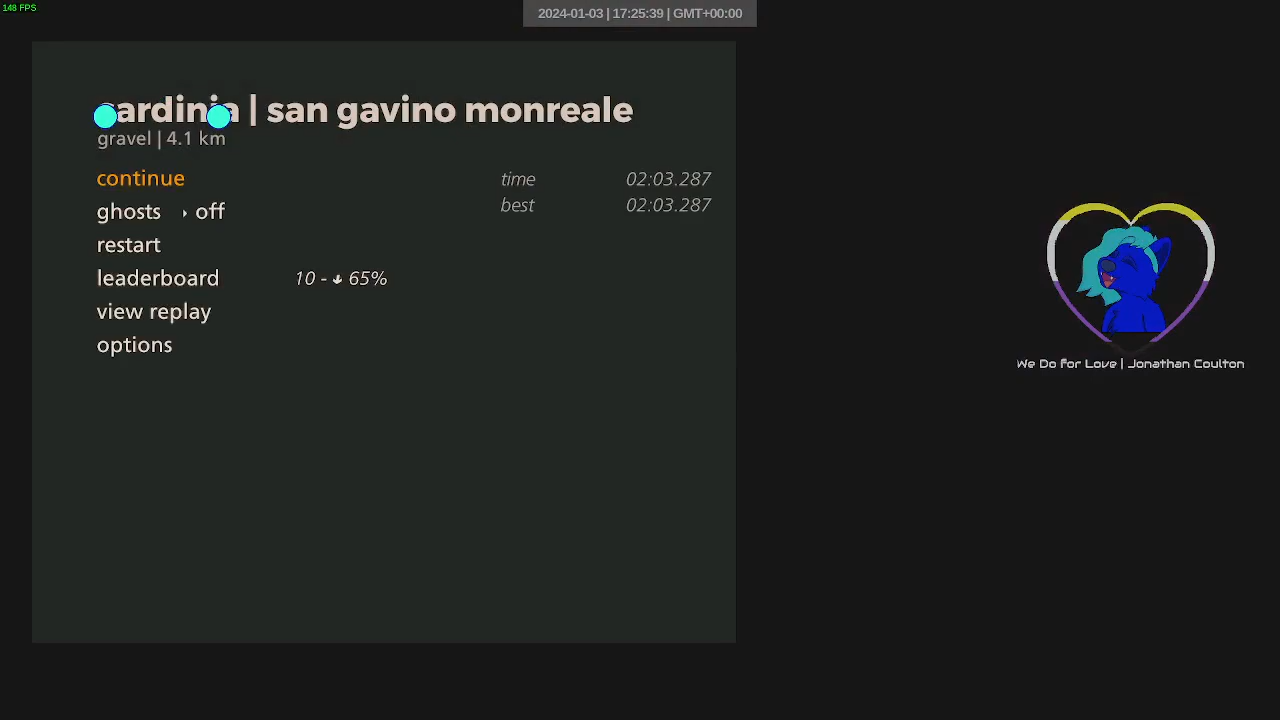 148 FPS
2024-01-03 | 17:25:39 | GMT+00:00
sardinia | san gavino monreale
gravel | 4.1 km
continue
time 02:03.287
ghosts ‣ off
best 02:03.287
restart
leaderboard 10 - ↓ 65%
view replay
options
We Do for Love | Jonathan Coulton